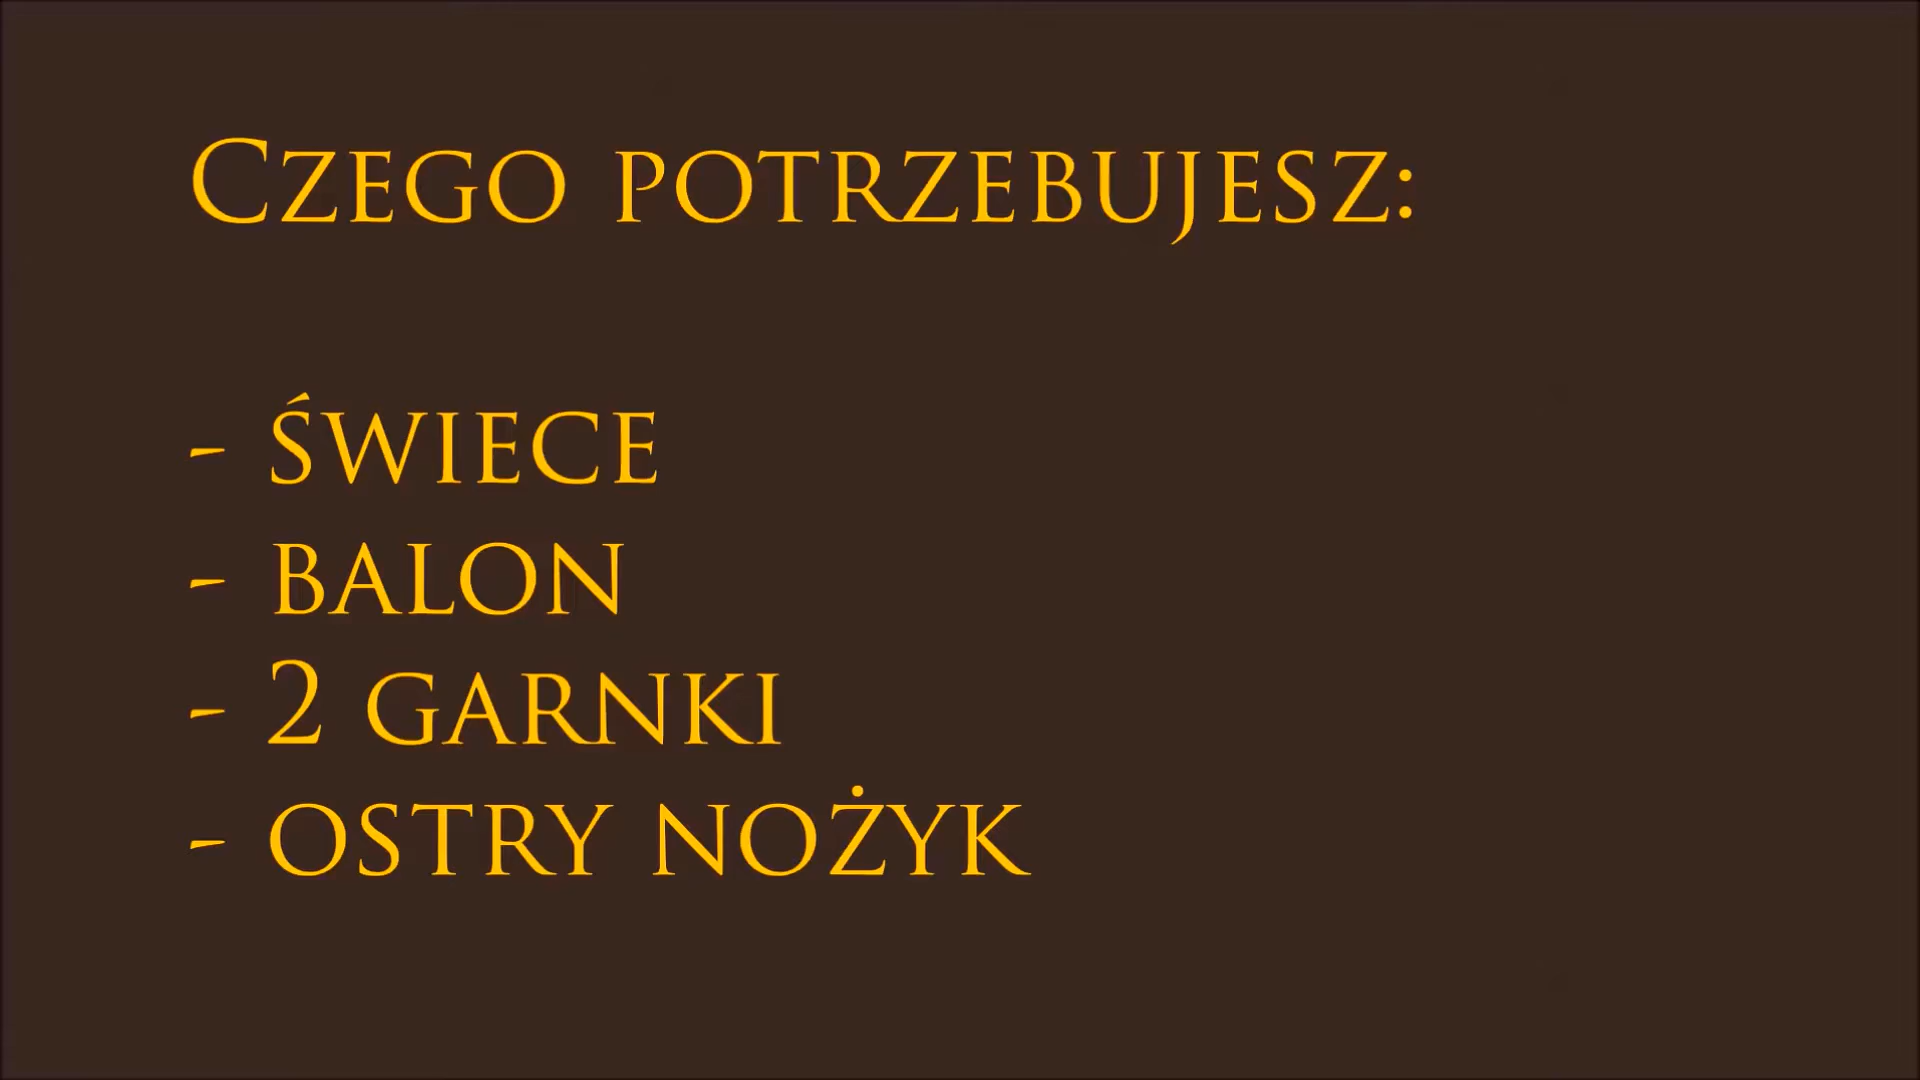 Czego potrzebujesz:
- świece
- balon
- 2 garnki
- ostry nożyk